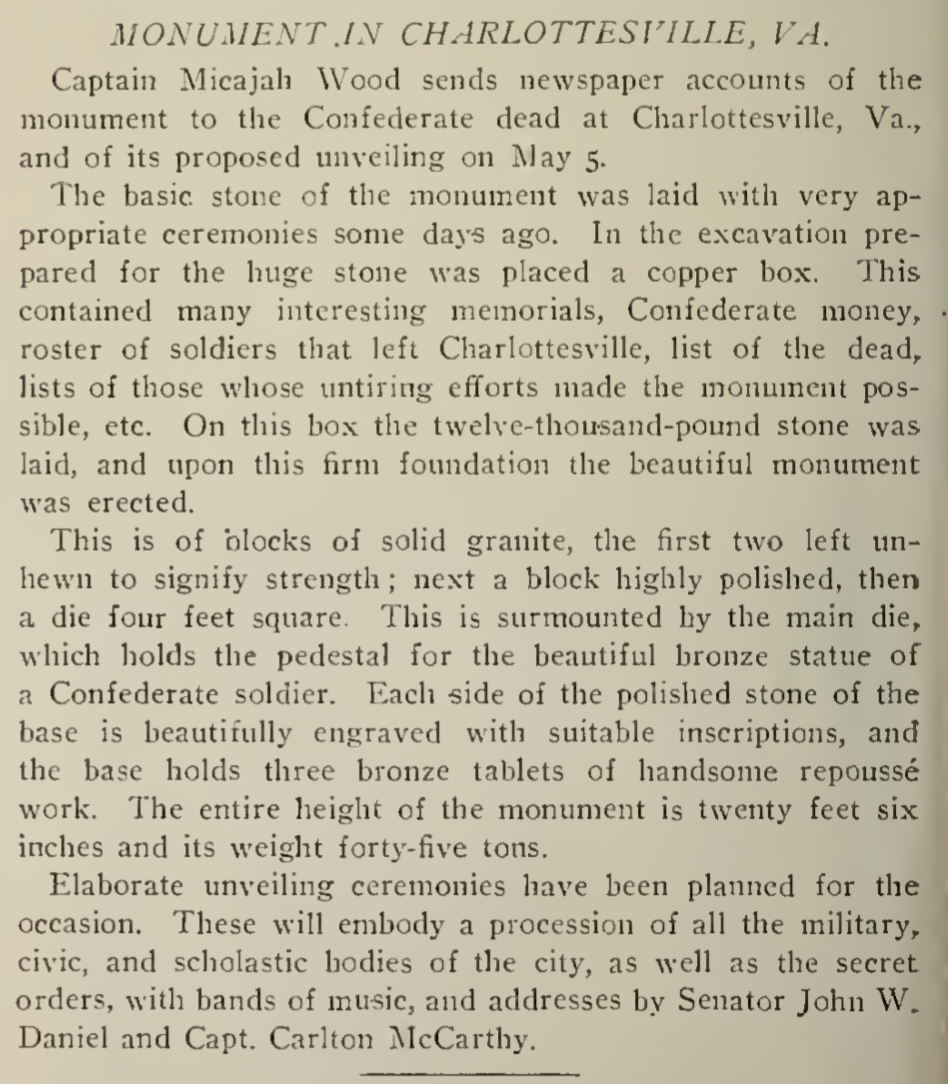 MONUMENT IN CHARLOTTESVILLE, VA.
Captain Micajah Wood sends newspaper accounts of the
monument to the Confederate dead at Charlottesville, Va.,
and of its proposed unveiling on May 5.
The basic stone of the monument was laid with very ap-
propriate ceremonies some days ago. In the excavation pre-
pared for the huge stone was placed a copper box. This
contained many interesting memorials, Confederate money,
roster of soldiers that left Charlottesville, list of the dead,
lists of those whose untiring efforts made the monument pos-
sible, etc. On this box the twelve-thousand-pound stone was
laid, and upon this firm foundation the beautiful monument
was erected.
This is of blocks of solid granite, the first two left un-
hewn to signify strength; next a block highly polished, then
a die four feet square. This is surmounted by the main die,
which holds the pedestal for the beautiful bronze statue of
a Confederate soldier. Each side of the polished stone of the
base is beautifully engraved with suitable inscriptions, and
the base holds three bronze tablets of handsome repoussé
work. The entire height of the monument is twenty feet six
inches and its weight forty-five tons.
Elaborate unveiling ceremonies have been planned for the
occasion. These will embody a procession of all the military,
civic, and scholastic bodies of the city, as well as the secret
orders, with bands of music, and addresses by Senator John W.
Daniel and Capt. Carlton McCarthy.